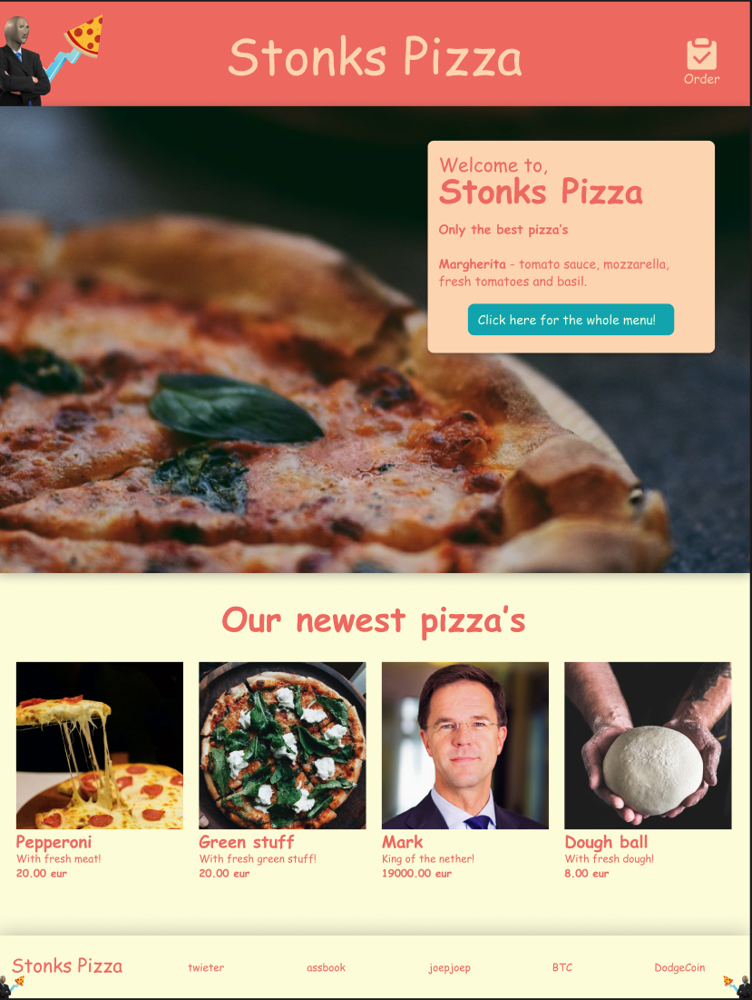 Stonks Pizza
Order
Welcome to,
Stonks Pizza
Only the best pizza's
Margherita - tomato sauce, mozzarella,
fresh tomatoes and basil.
Click here for the whole menu!
Our newest pizza's
Pepperoni
With fresh meat!
20.00 eur
Green stuff
With fresh green stuff!
20.00 eur
Mark
King of the nether!
19000.00 eur
Dough ball
With fresh dough!
8.00 eur
Stonks Pizza
twieter
assbook
joepjoep
BTC
DodgeCoin